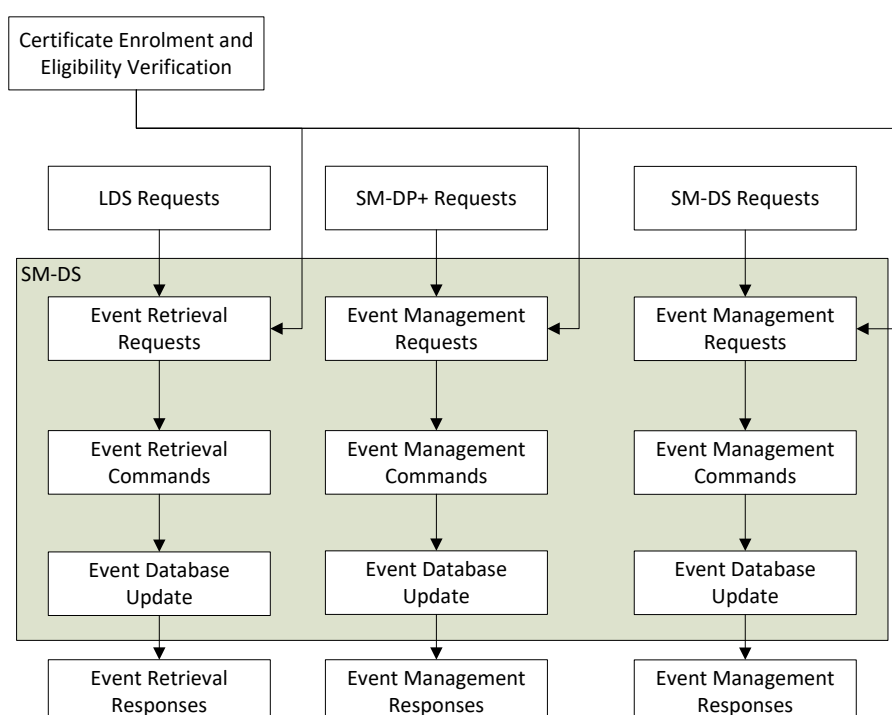 Certificate Enrolment and
Eligibility Verification
LDS Requests
SM-DP+ Requests
SM-DS Requests
SM-DS
Event Retrieval
Requests
Event Management
Requests
Event Management
Requests
Event Retrieval
Commands
Event Management
Commands
Event Management
Commands
Event Database
Update
Event Database
Update
Event Database
Update
Event Retrieval
Responses
Event Management
Responses
Event Management
Responses